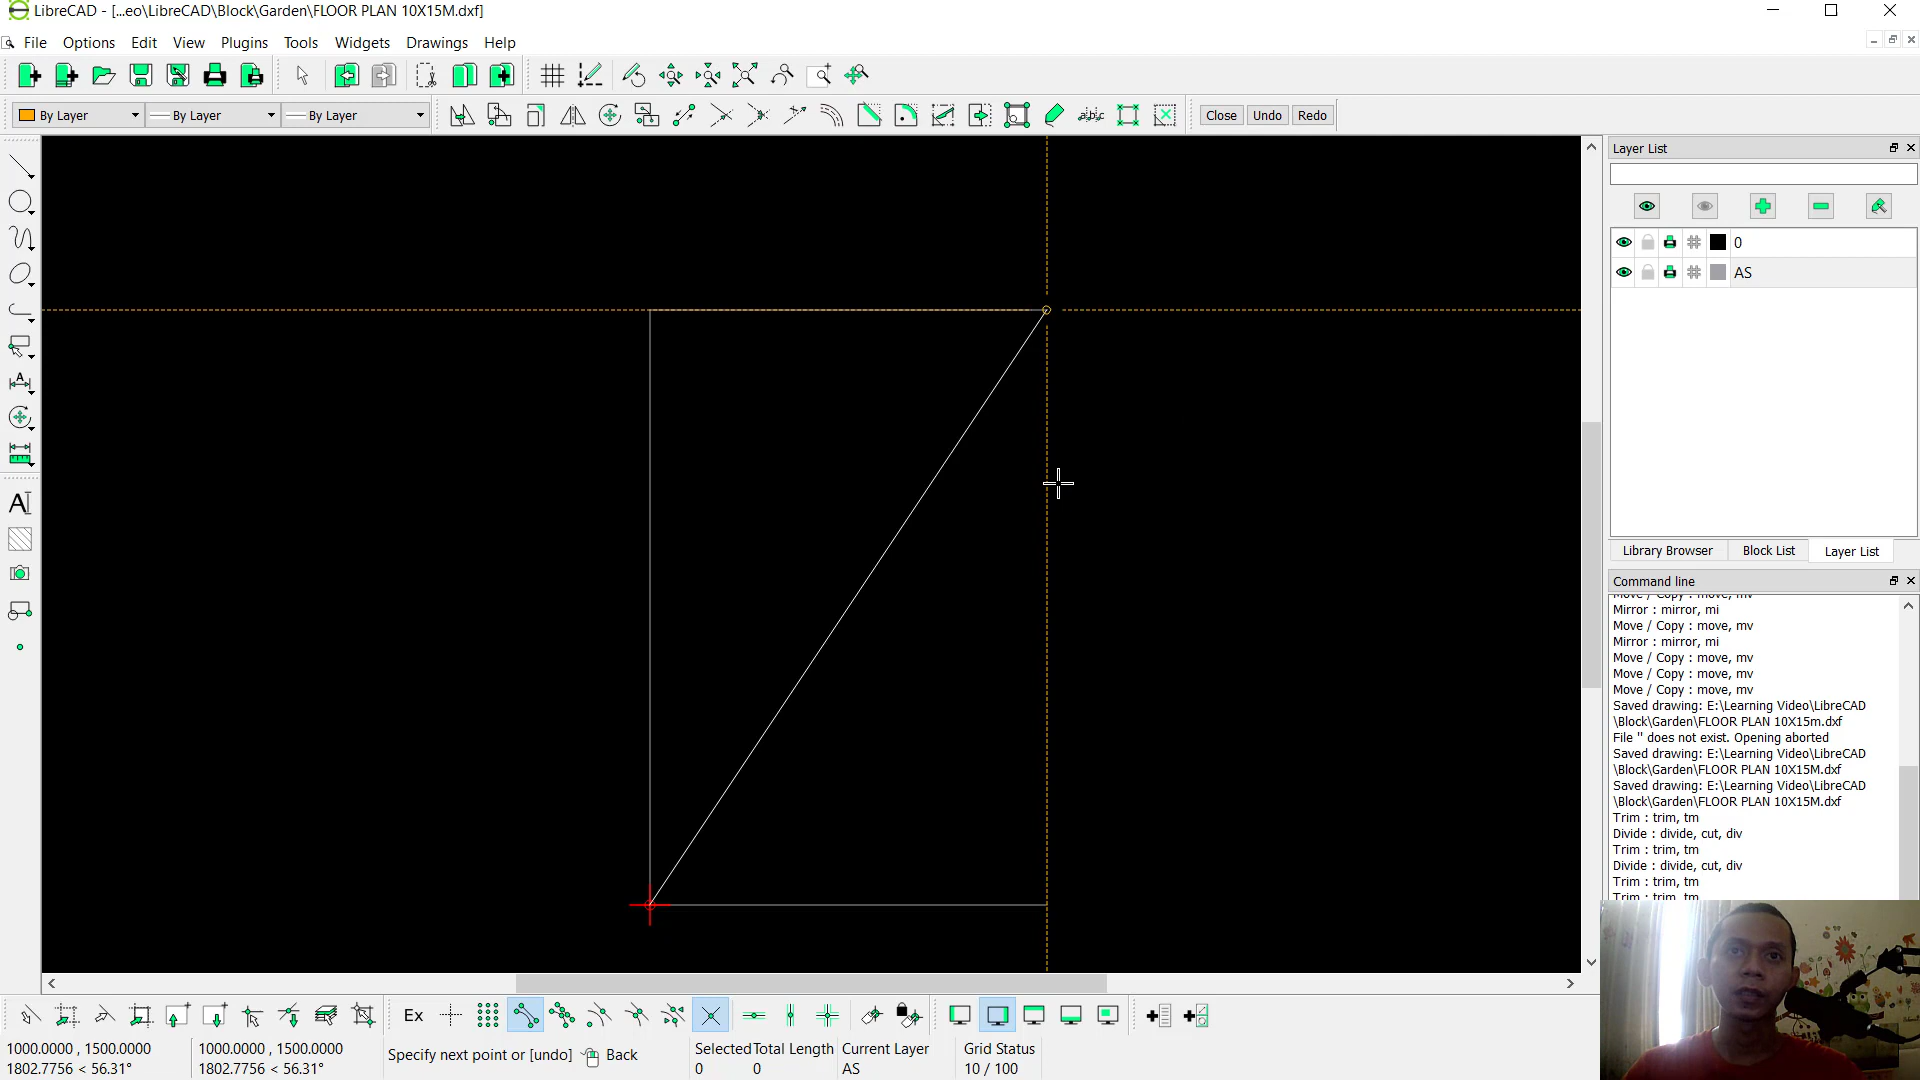 LibreCAD - [...eo\LibreCAD\Block\Garden\FLOOR PLAN 10X15M.dxf]
File Options Edit View Plugins Tools Widgets Drawings Help
By Layer By Layer By Layer abc Close Undo Redo
Layer List
0
AS
Library Browser Block List Layer List
Command line
Move / Copy : move, mv
Mirror : mirror, mi
Move / Copy : move, mv
Mirror : mirror, mi
Move / Copy : move, mv
Move / Copy : move, mv
Move / Copy : move, mv
Saved drawing: E:\Learning Video\LibreCAD
\Block\Garden\FLOOR PLAN 10X15m.dxf
File '' does not exist. Opening aborted
Saved drawing: E:\Learning Video\LibreCAD
\Block\Garden\FLOOR PLAN 10X15M.dxf
Saved drawing: E:\Learning Video\LibreCAD
\Block\Garden\FLOOR PLAN 10X15M.dxf
Trim : trim, tm
Divide : divide, cut, div
Trim : trim, tm
Divide : divide, cut, div
Trim : trim, tm
Trim : trim, tm
A
A
Ex
1000.0000 , 1500.0000
1802.7756 < 56.31°
1000.0000 , 1500.0000
1802.7756 < 56.31°
Specify next point or [undo] Back
Selected Total Length
0 0
Current Layer
AS
Grid Status
10 / 100